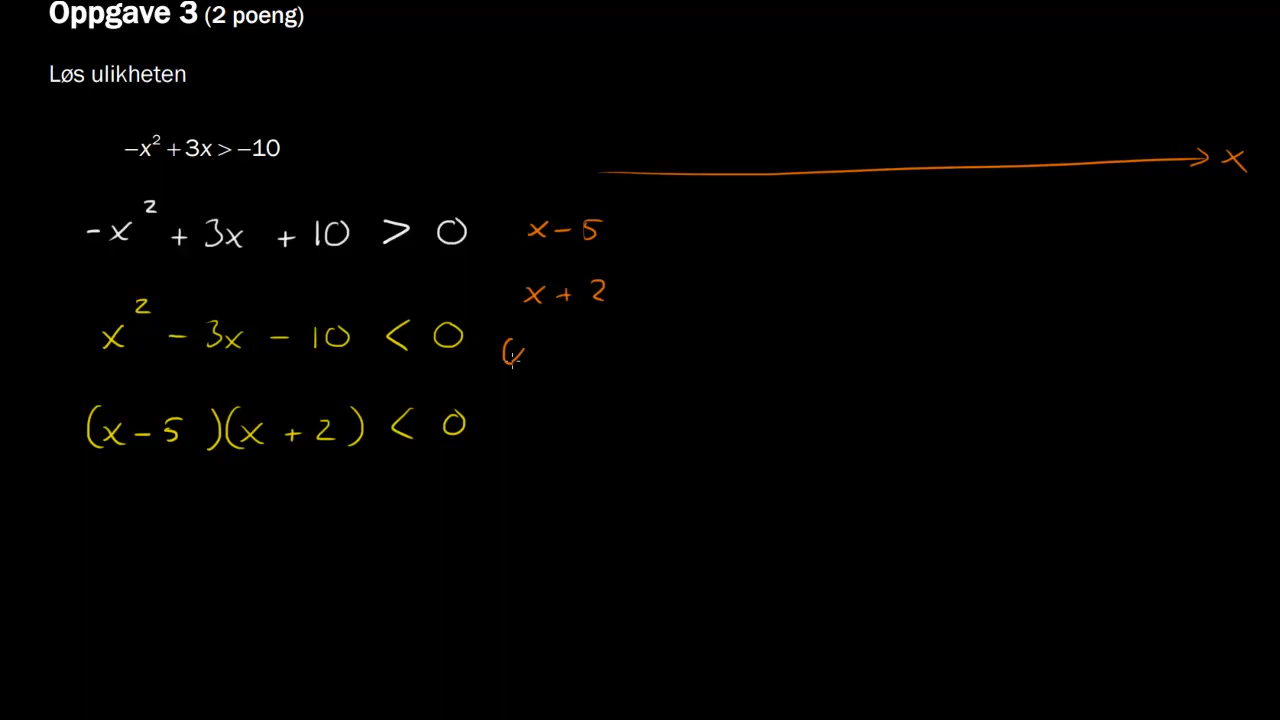 Oppgave 3 (2 poeng)
Løs ulikheten
−x² + 3x > −10
x
-x² + 3x + 10 > 0
x - 5
x + 2
x² - 3x - 10 < 0
(
(x - 5)(x + 2) < 0